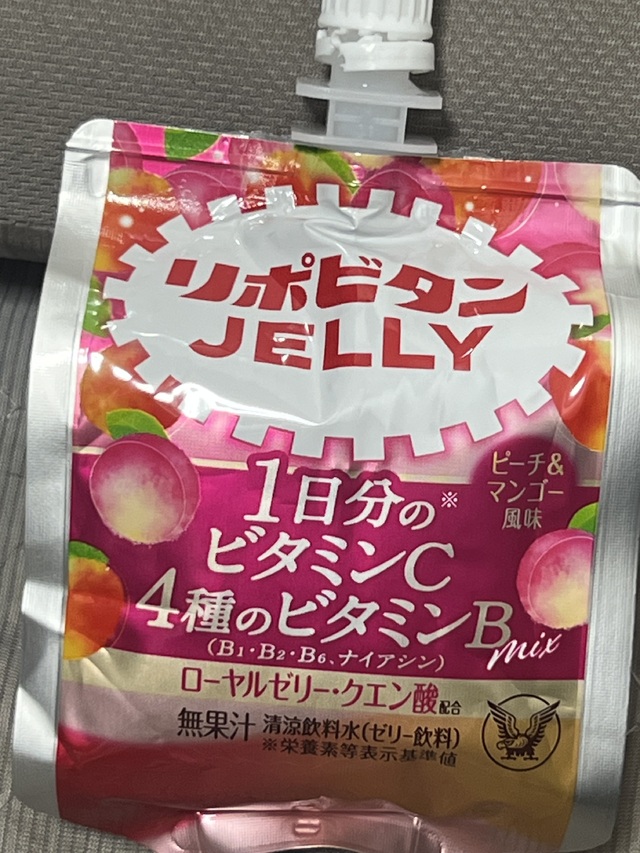 リポビタン
JELLY
ピーチ&
マンゴー
風味
1日分の※
ビタミンC
4種のビタミンB
mix
(B1・B2・B6、ナイアシン)
ローヤルゼリー・クエン酸配合
無果汁 清涼飲料水(ゼリー飲料)
※栄養素等表示基準値